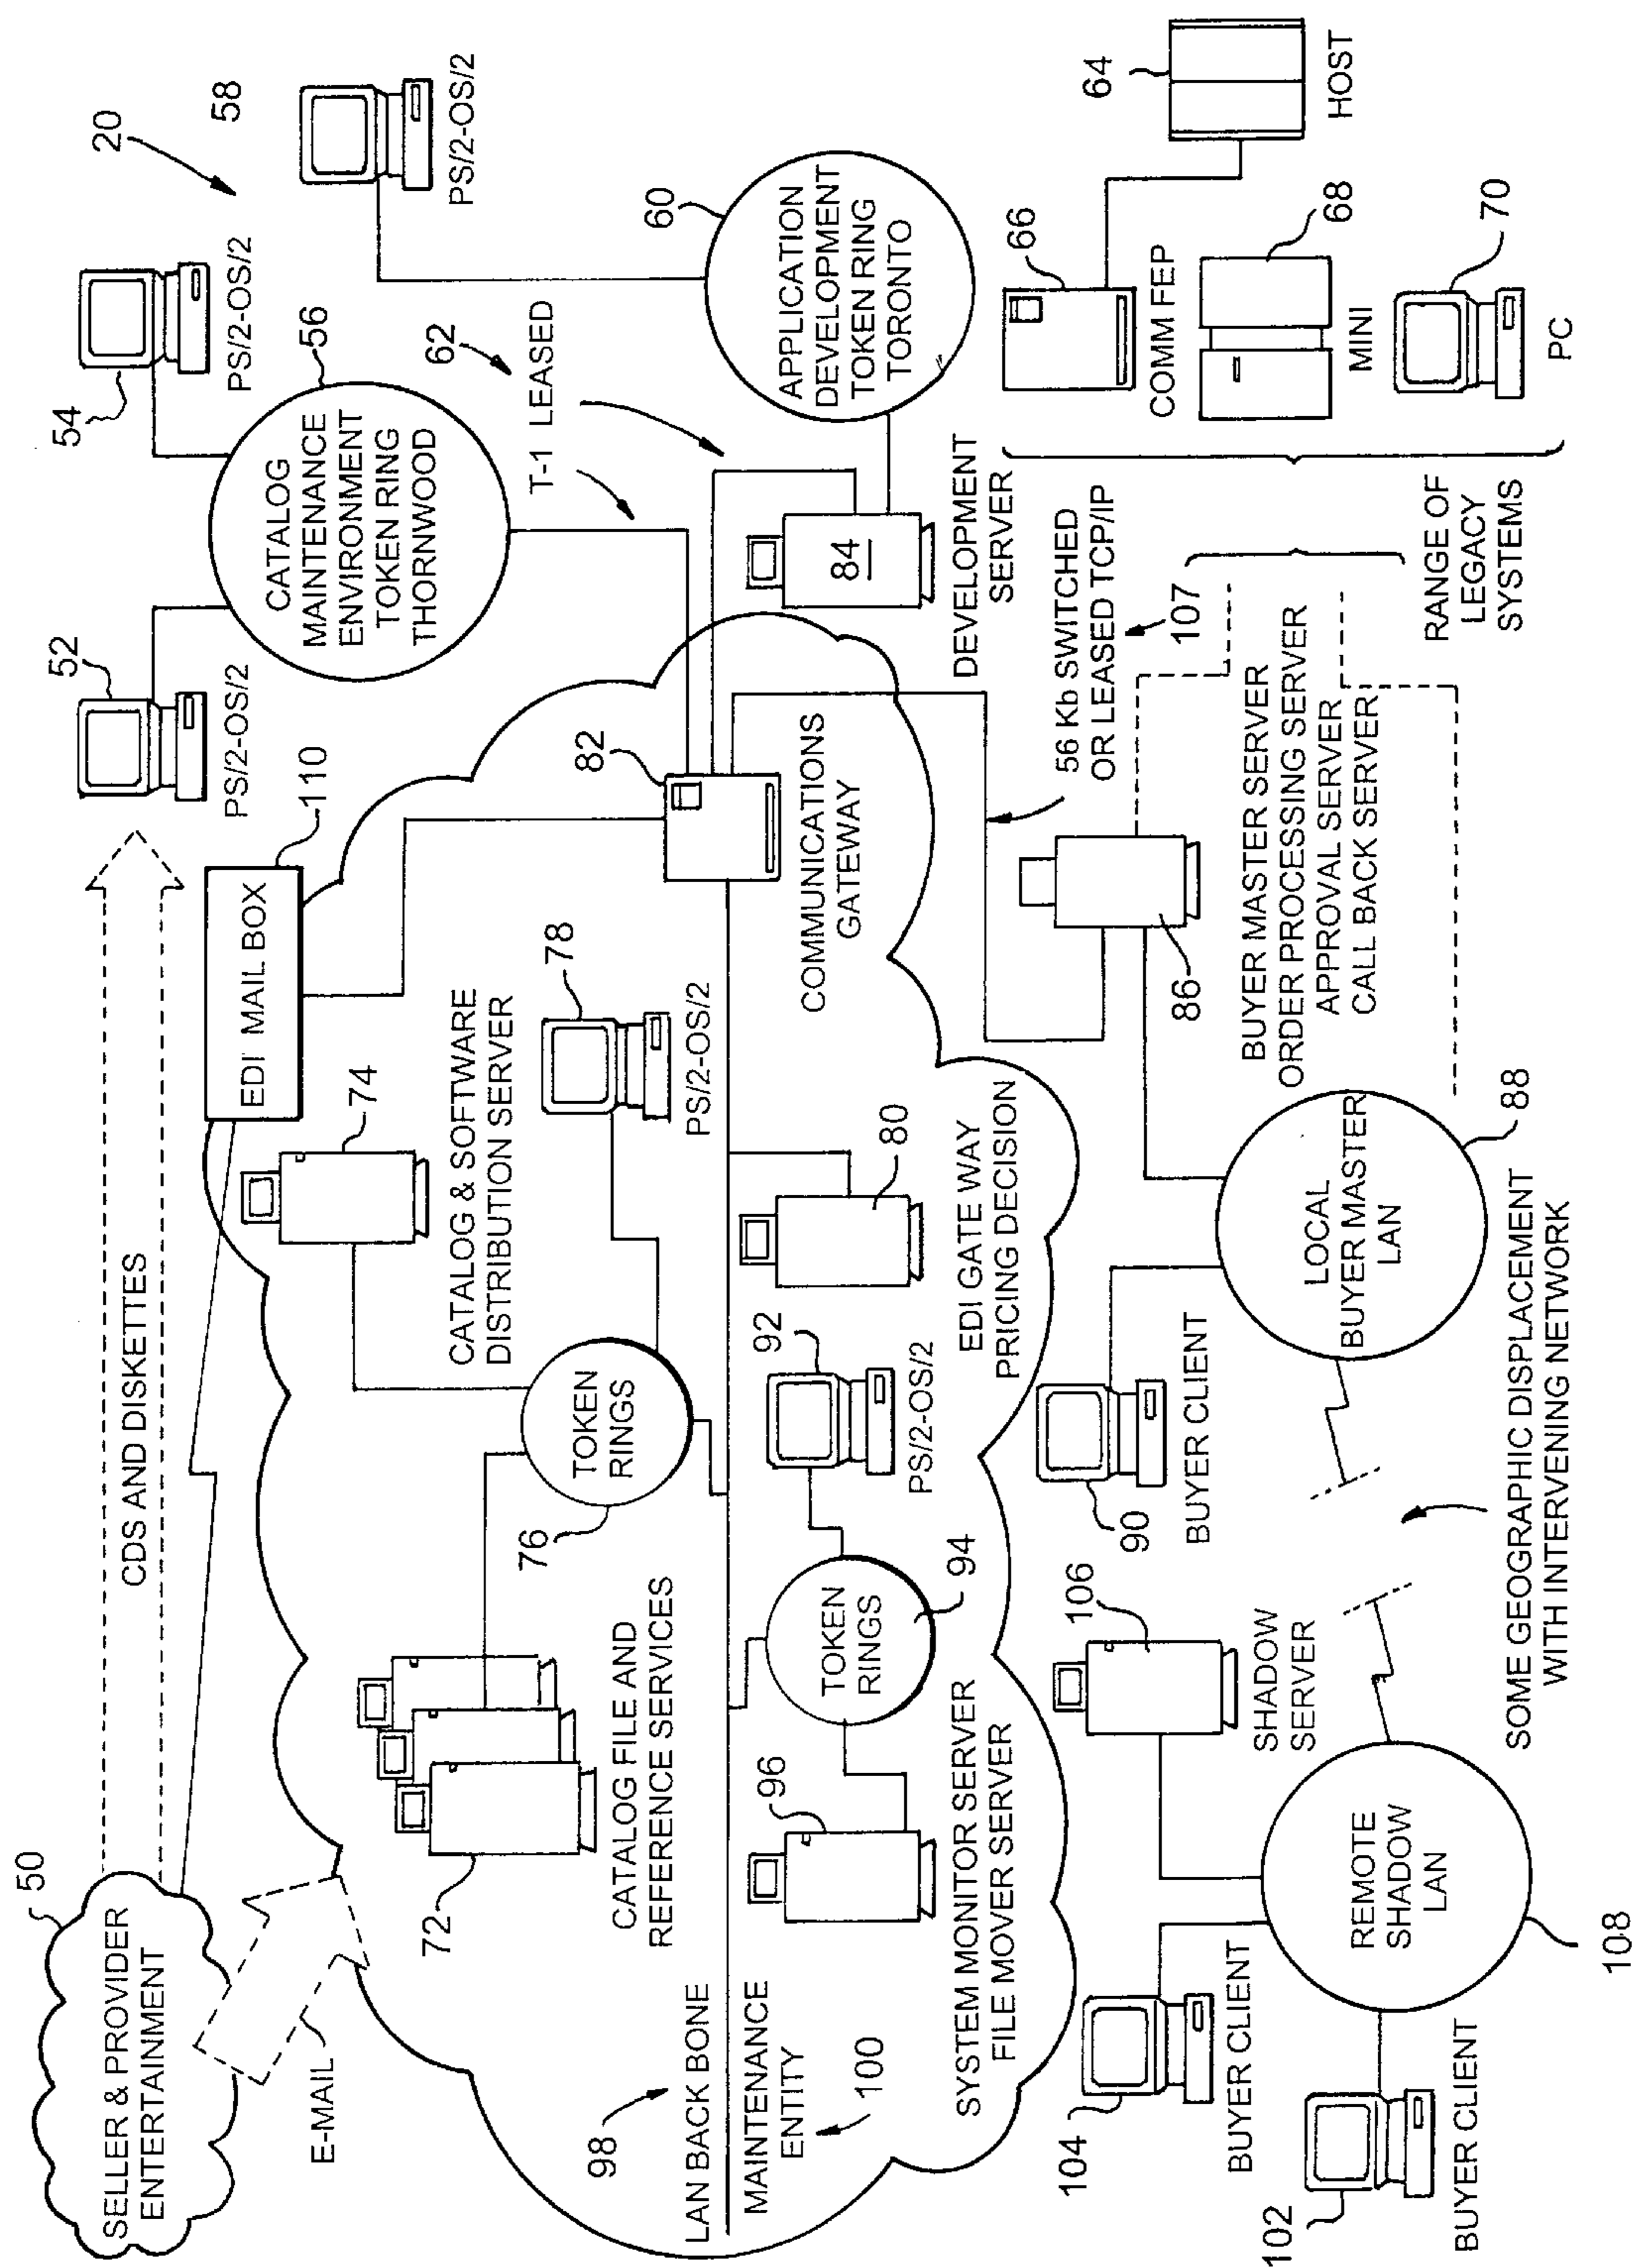 50
SELLER & PROVIDER
ENTERTAINMENT
E-MAIL
CDS AND DISKETTES
EDI MAIL BOX
110
52
PS/2-OS/2
54
PS/2-OS/2
20
58
PS/2-OS/2
CATALOG
MAINTENANCE
ENVIRONMENT
TOKEN RING
THORNWOOD
56
62
T-1 LEASED
60
APPLICATION
DEVELOPMENT
TOKEN RING
TORONTO
72
CATALOG FILE AND
REFERENCE SERVICES
74
CATALOG & SOFTWARE
DISTRIBUTION SERVER
TOKEN
RINGS
76
78
PS/2-OS/2
82
COMMUNICATIONS
GATEWAY
84
DEVELOPMENT
SERVER
98
LAN BACK BONE
MAINTENANCE
ENTITY
100
96
SYSTEM MONITOR SERVER
FILE MOVER SERVER
TOKEN
RINGS
94
92
PS/2-OS/2
80
EDI GATE WAY
PRICING DECISION
56 Kb SWITCHED
OR LEASED TCP/IP
107
86
BUYER MASTER SERVER
ORDER PROCESSING SERVER
APPROVAL SERVER
CALL BACK SERVER
64
HOST
66
COMM FEP
68
MINI
70
PC
RANGE OF
LEGACY
SYSTEMS
104
BUYER CLIENT
102
BUYER CLIENT
REMOTE
SHADOW
LAN
108
106
SHADOW
SERVER
90
BUYER CLIENT
LOCAL
BUYER MASTER
LAN
88
SOME GEOGRAPHIC DISPLACEMENT
WITH INTERVENING NETWORK